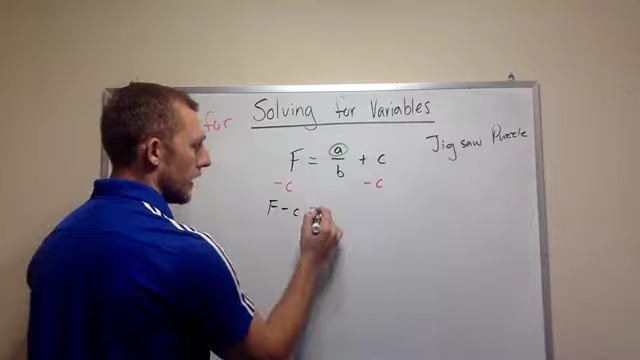 for Solving for Variables
Jigsaw Puzzle
F = a/b + c
-c -c
F - c =